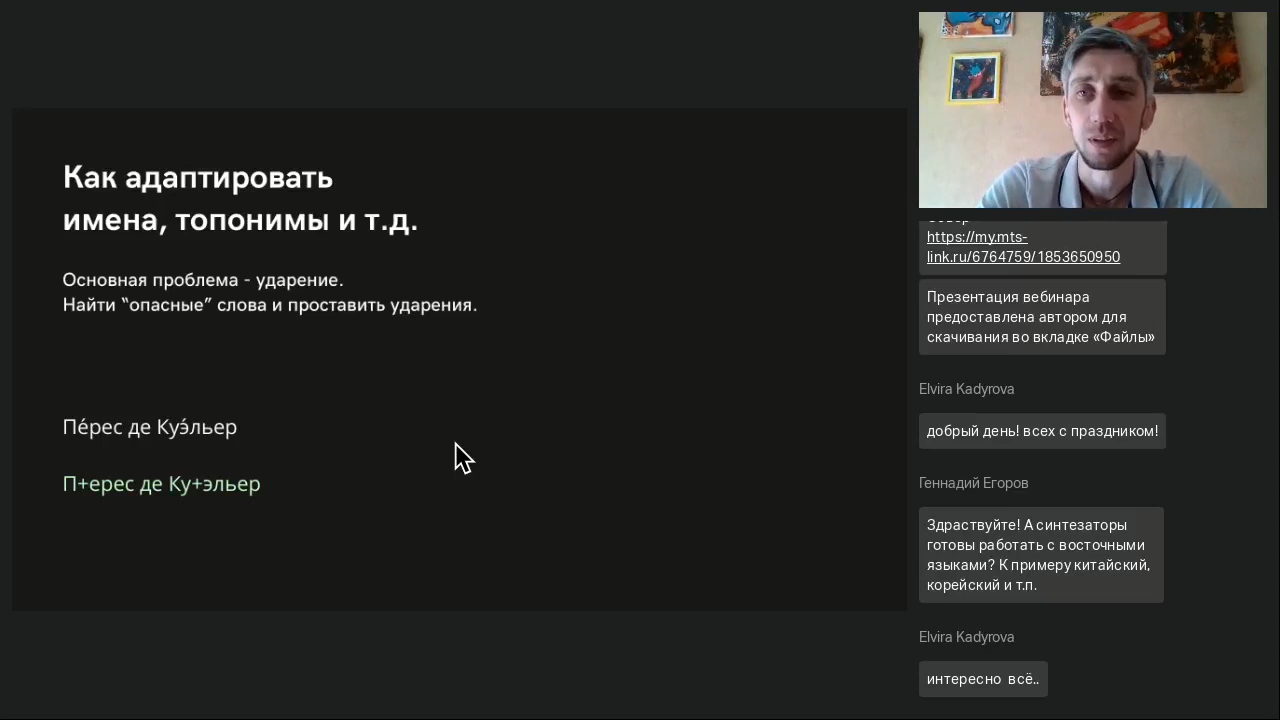 Как адаптировать
имена, топонимы и т.д.
Основная проблема - ударение.
Найти “опасные” слова и проставить ударения.
Пе́рес де Куэ́льер
П+ерес де Ку+эльер
https://my.mts-
link.ru/6764759/1853650950
Презентация вебинара
предоставлена автором для
скачивания во вкладке «Файлы»
Elvira Kadyrova
добрый день! всех с праздником!
Геннадий Егоров
Здраствуйте! А синтезаторы
готовы работать с восточными
языками? К примеру китайский,
корейский и т.п.
Elvira Kadyrova
интересно всё..